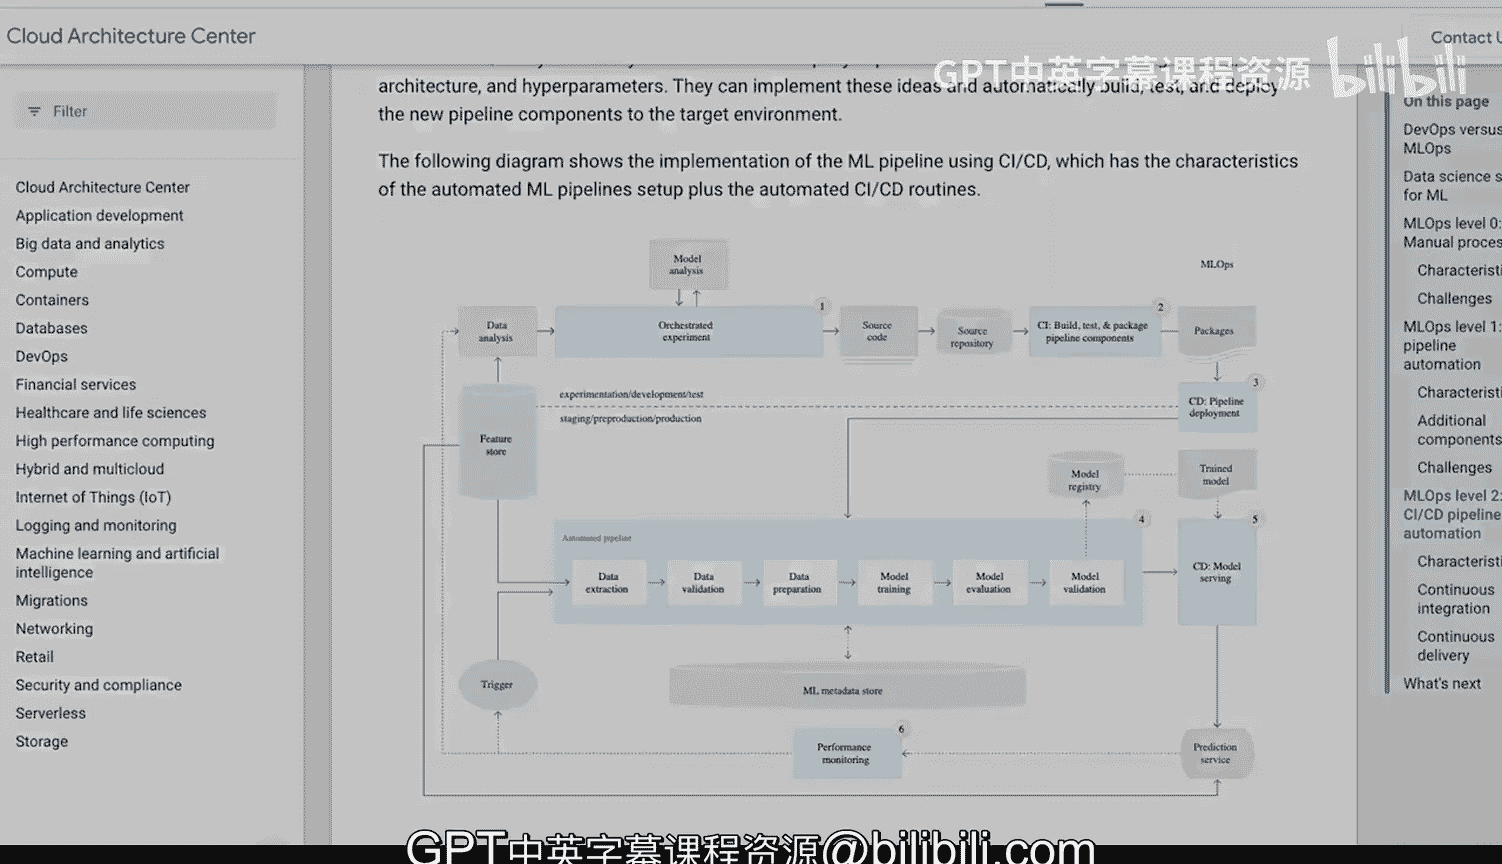 Cloud Architecture Center
Contact U
GPT中英字幕课程资源
bilibili
Filter
Cloud Architecture Center
Application development
Big data and analytics
Compute
Containers
Databases
DevOps
Financial services
Healthcare and life sciences
High performance computing
Hybrid and multicloud
Internet of Things (IoT)
Logging and monitoring
Machine learning and artificial
intelligence
Migrations
Networking
Retail
Security and compliance
Serverless
Storage
architecture, and hyperparameters. They can implement these ideas and automatically build, test, and deploy
the new pipeline components to the target environment.
The following diagram shows the implementation of the ML pipeline using CI/CD, which has the characteristics
of the automated ML pipelines setup plus the automated CI/CD routines.
Model
analysis
MLOps
Data
analysis
1
Orchestrated
experiment
Source
code
Source
repository
2
CI: Build, test, & package
pipeline components
Packages
3
CD: Pipeline
deployment
experimentation/development/test
staging/preproduction/production
Feature
store
Model
registry
Trained
model
4
Automated pipeline
Data
extraction
Data
validation
Data
preparation
Model
training
Model
evaluation
Model
validation
5
CD: Model
serving
Trigger
ML metadata store
6
Performance
monitoring
Prediction
service
On this page
DevOps versus
MLOps
Data science s
for ML
MLOps level 0:
Manual proces
Characteristi
Challenges
MLOps level 1:
pipeline
automation
Characteristi
Additional
components
Challenges
MLOps level 2:
CI/CD pipeline
automation
Characteristi
Continuous
integration
Continuous
delivery
What's next
GPT中英字幕课程资源@bilibili.com